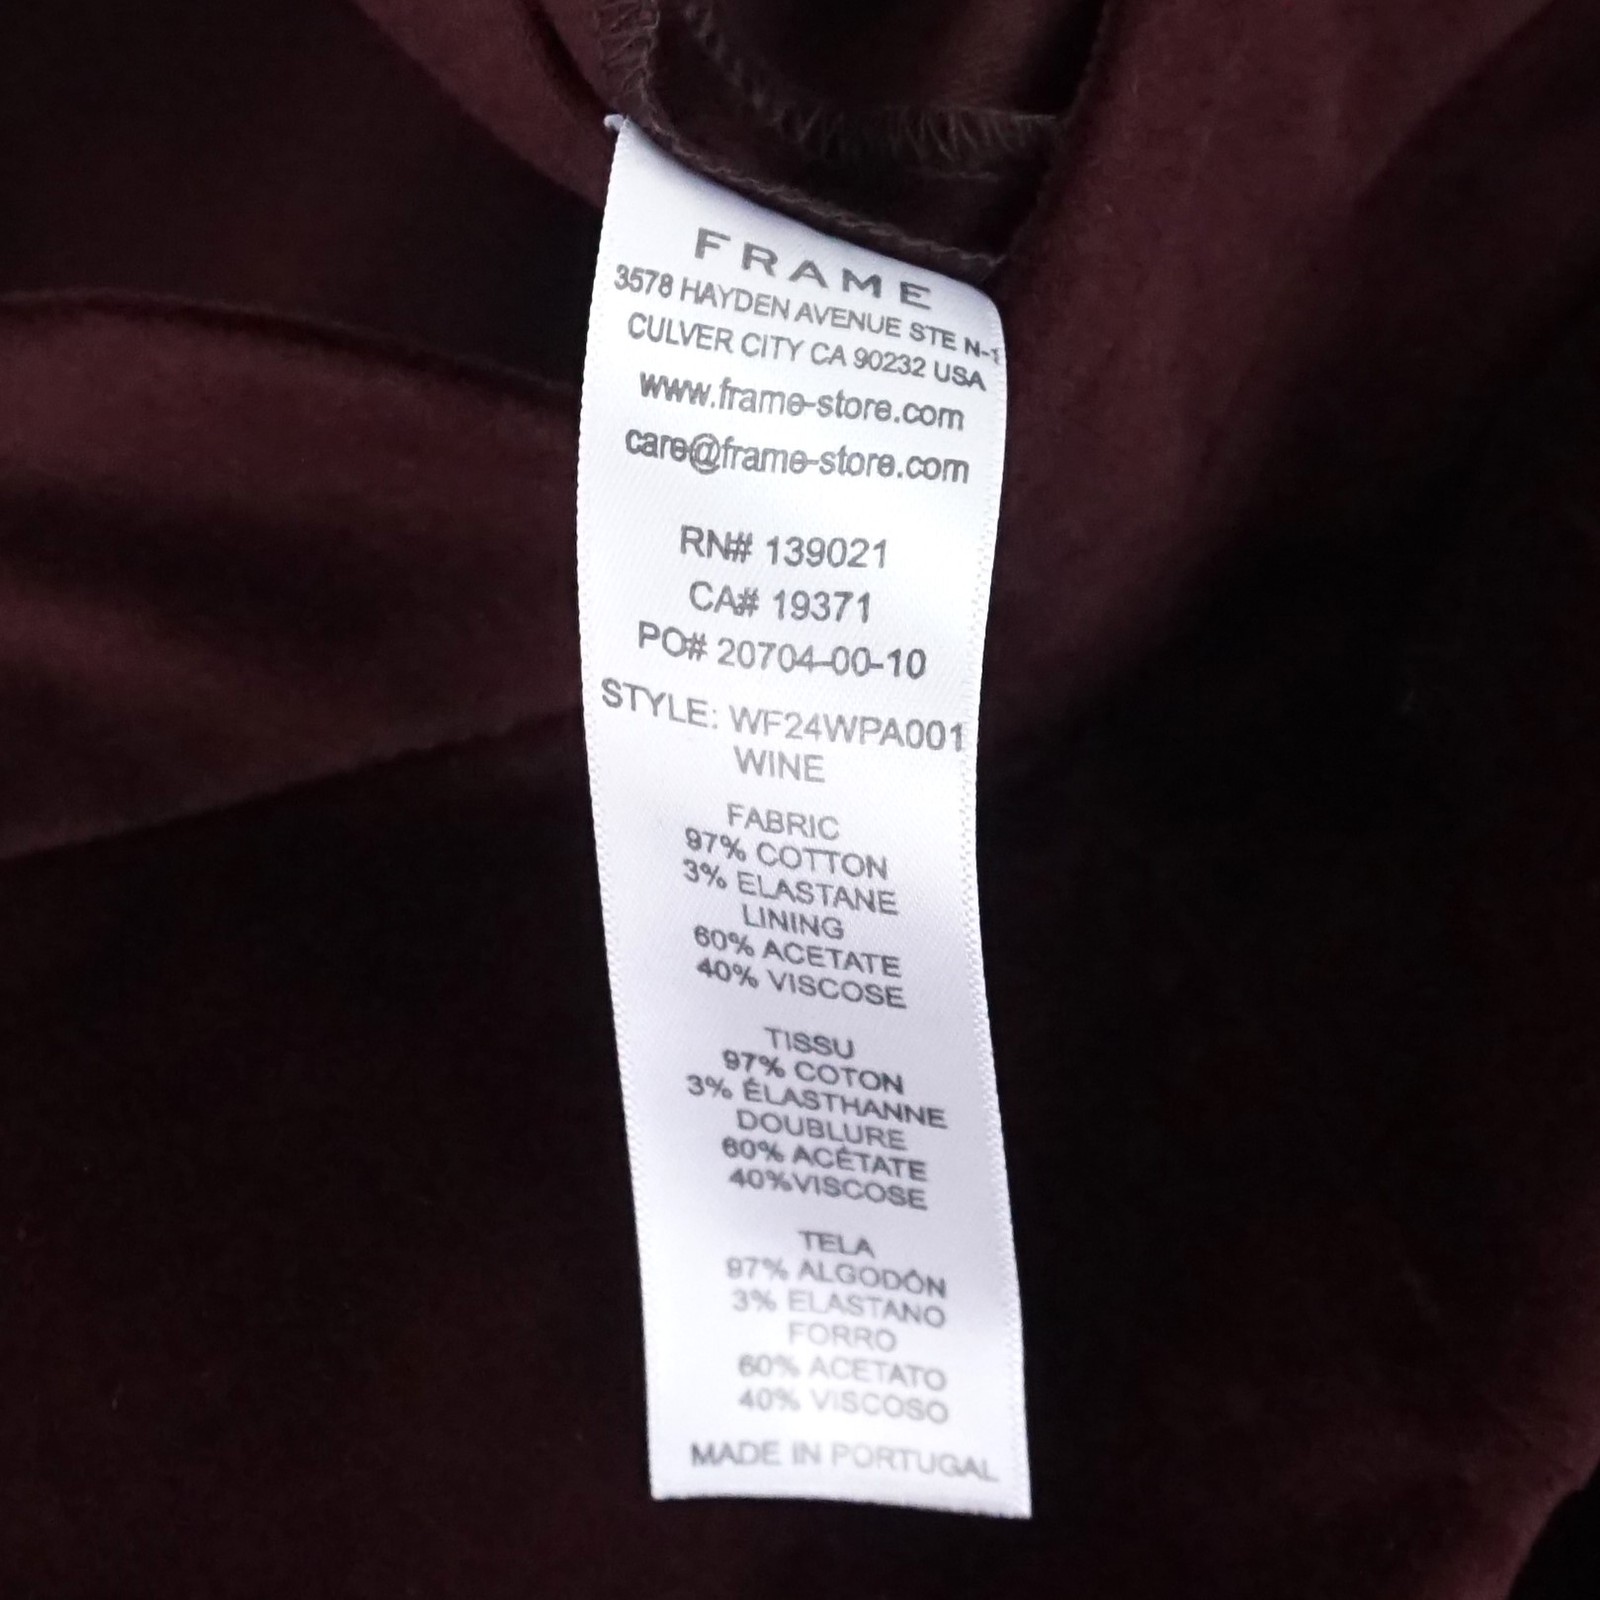 FRAME
3578 HAYDEN AVENUE STE N-1
CULVER CITY CA 90232 USA
www.frame-store.com
care@frame-store.com
RN# 139021
CA# 19371
PO# 20704-00-10
STYLE: WF24WPA001
WINE
FABRIC
97% COTTON
3% ELASTANE
LINING
60% ACETATE
40% VISCOSE
TISSU
97% COTON
3% ÉLASTHANNE
DOUBLURE
60% ACÉTATE
40%VISCOSE
TELA
97% ALGODÓN
3% ELASTANO
FORRO
60% ACETATO
40% VISCOSO
MADE IN PORTUGAL